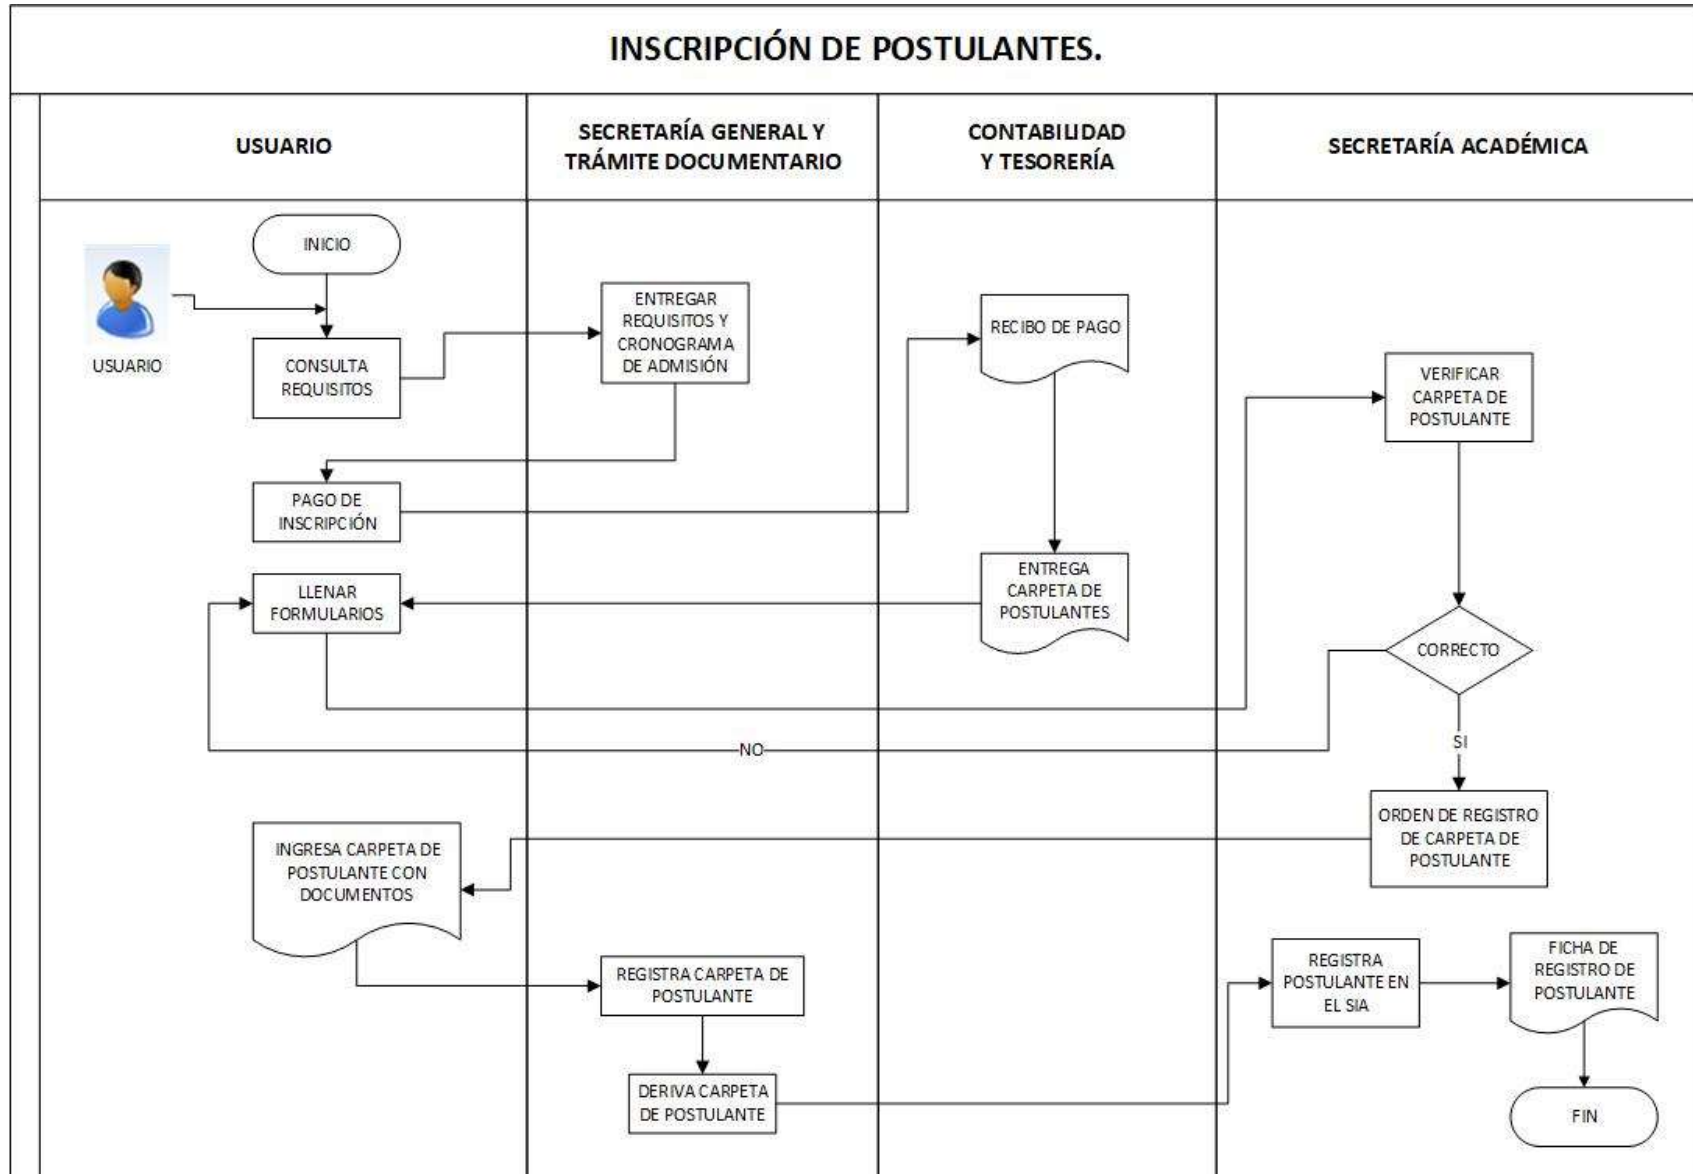 INSCRIPCIÓN DE POSTULANTES.
USUARIO
SECRETARÍA GENERAL Y
TRÁMITE DOCUMENTARIO
CONTABILIDAD
Y TESORERÍA
SECRETARÍA ACADÉMICA
INICIO
USUARIO
CONSULTA
REQUISITOS
ENTREGAR
REQUISITOS Y
CRONOGRAMA
DE ADMISIÓN
PAGO DE
INSCRIPCIÓN
RECIBO DE PAGO
ENTREGA
CARPETA DE
POSTULANTES
LLENAR
FORMULARIOS
VERIFICAR
CARPETA DE
POSTULANTE
CORRECTO
NO
SI
ORDEN DE REGISTRO
DE CARPETA DE
POSTULANTE
INGRESA CARPETA DE
POSTULANTE CON
DOCUMENTOS
REGISTRA CARPETA DE
POSTULANTE
DERIVA CARPETA
DE POSTULANTE
REGISTRA
POSTULANTE EN
EL SIA
FICHA DE
REGISTRO DE
POSTULANTE
FIN